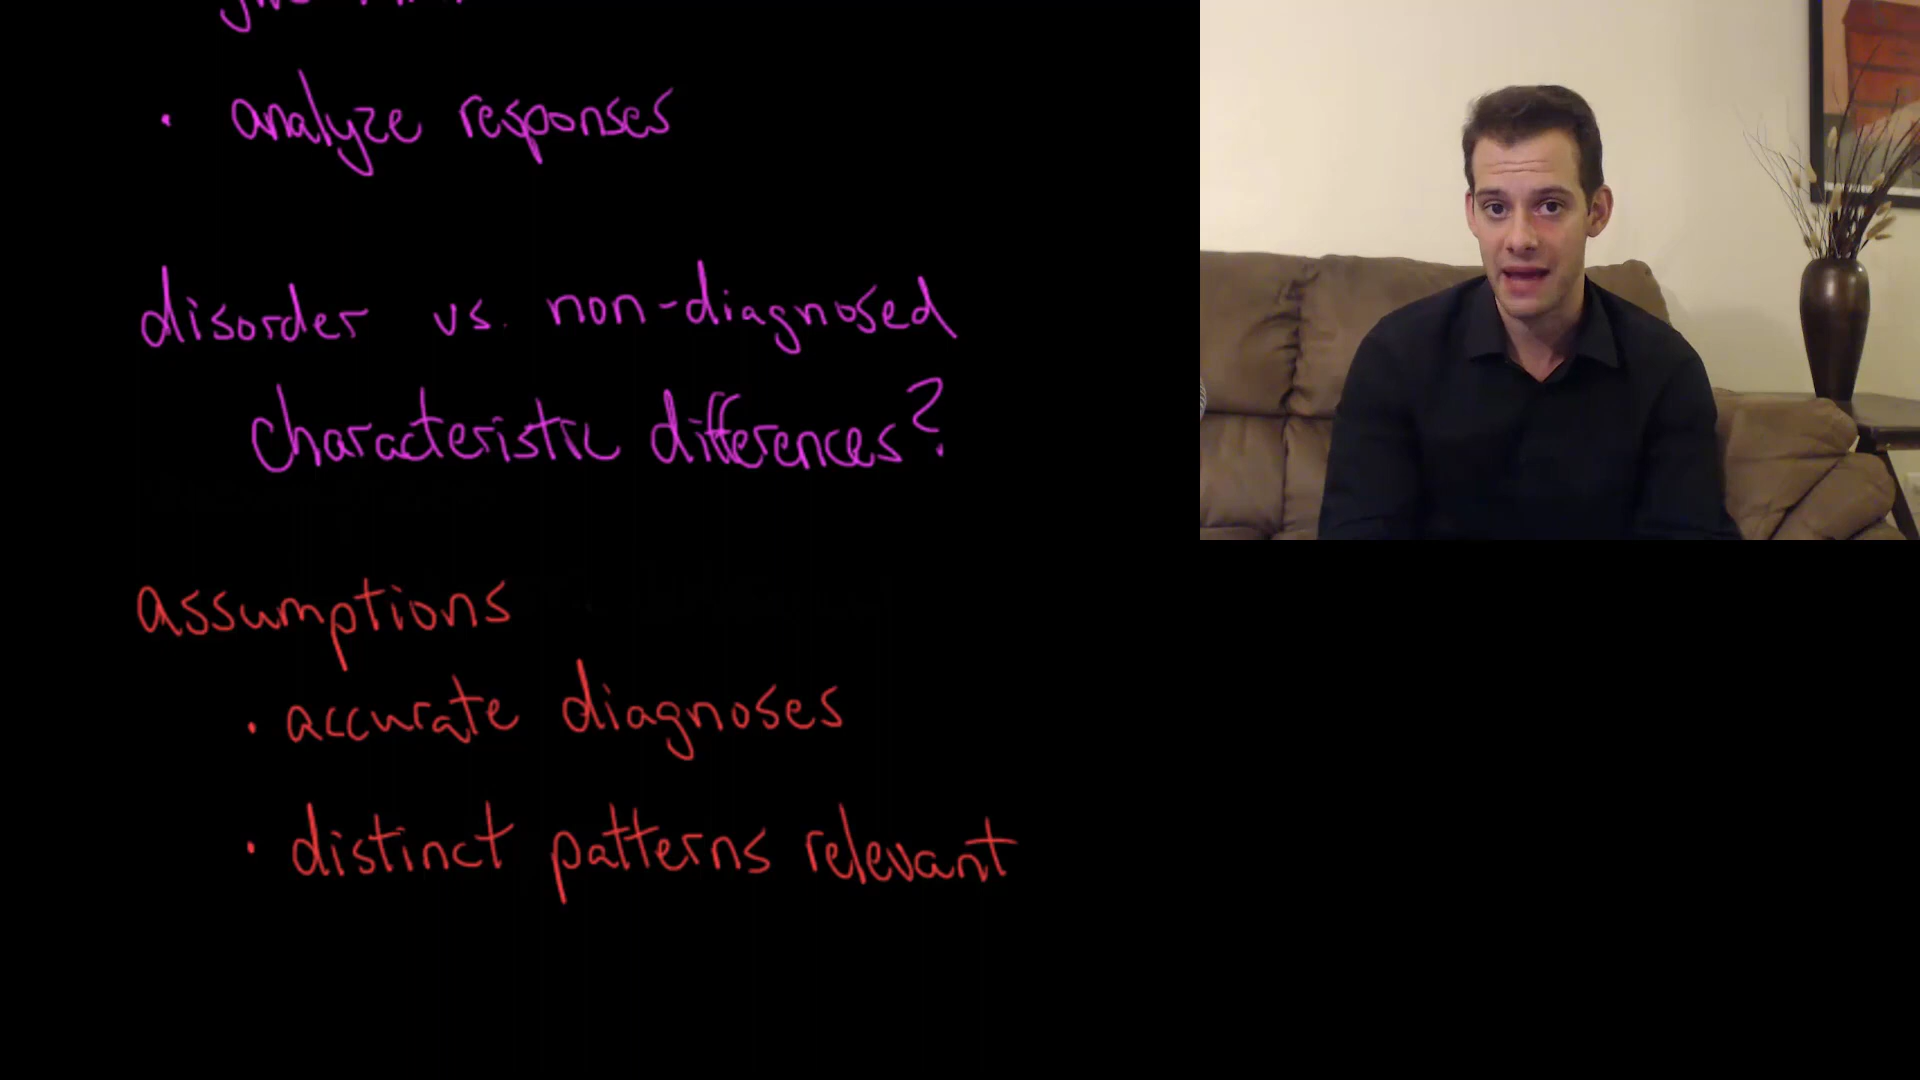 • analyze responses
disorder vs. non-diagnosed
characteristic differences?
assumptions
• accurate diagnoses
• distinct patterns relevant